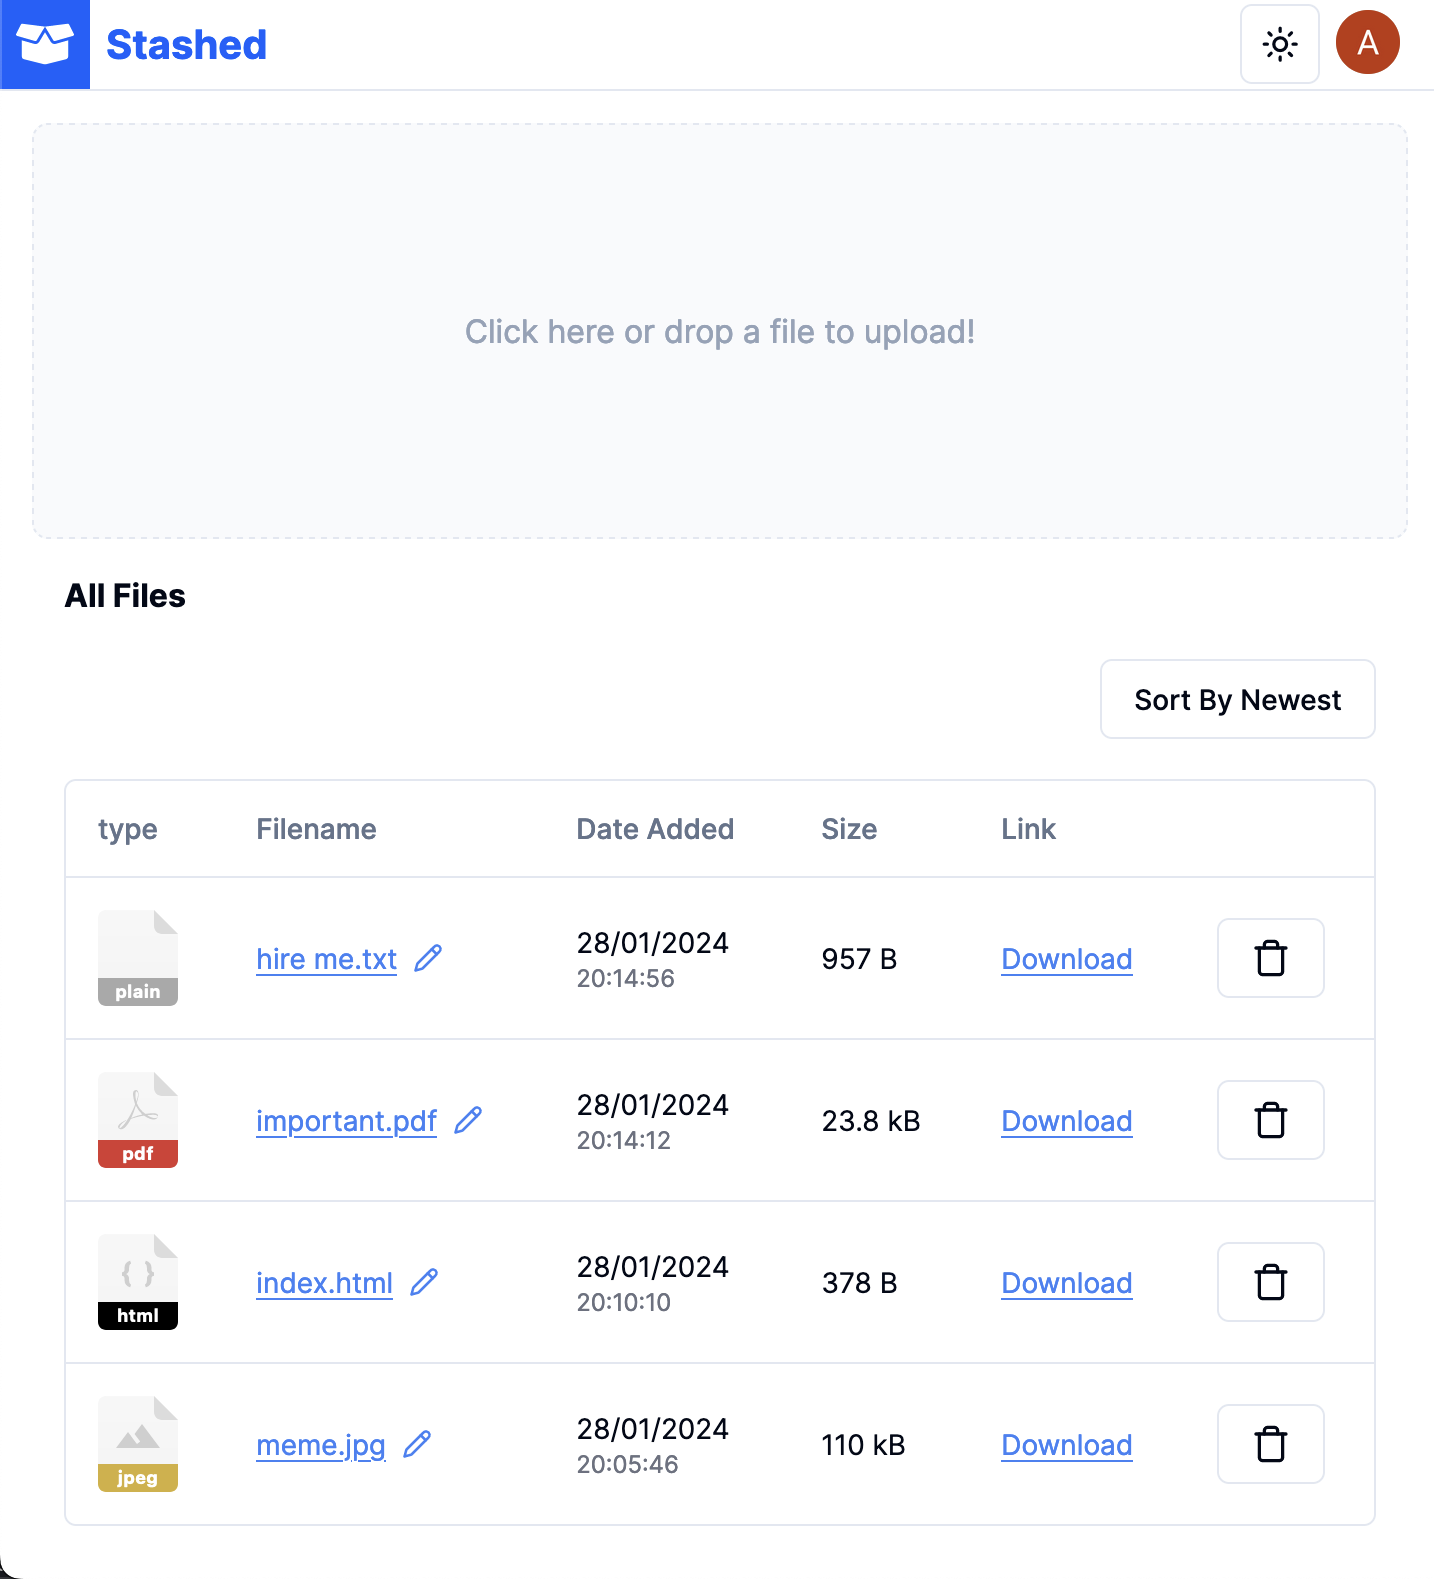 Stashed
A
Click here or drop a file to upload!
All Files
Sort By Newest
type Filename Date Added Size Link
plain hire me.txt 28/01/2024 20:14:56 957 B Download
pdf important.pdf 28/01/2024 20:14:12 23.8 kB Download
{ } html index.html 28/01/2024 20:10:10 378 B Download
jpeg meme.jpg 28/01/2024 20:05:46 110 kB Download